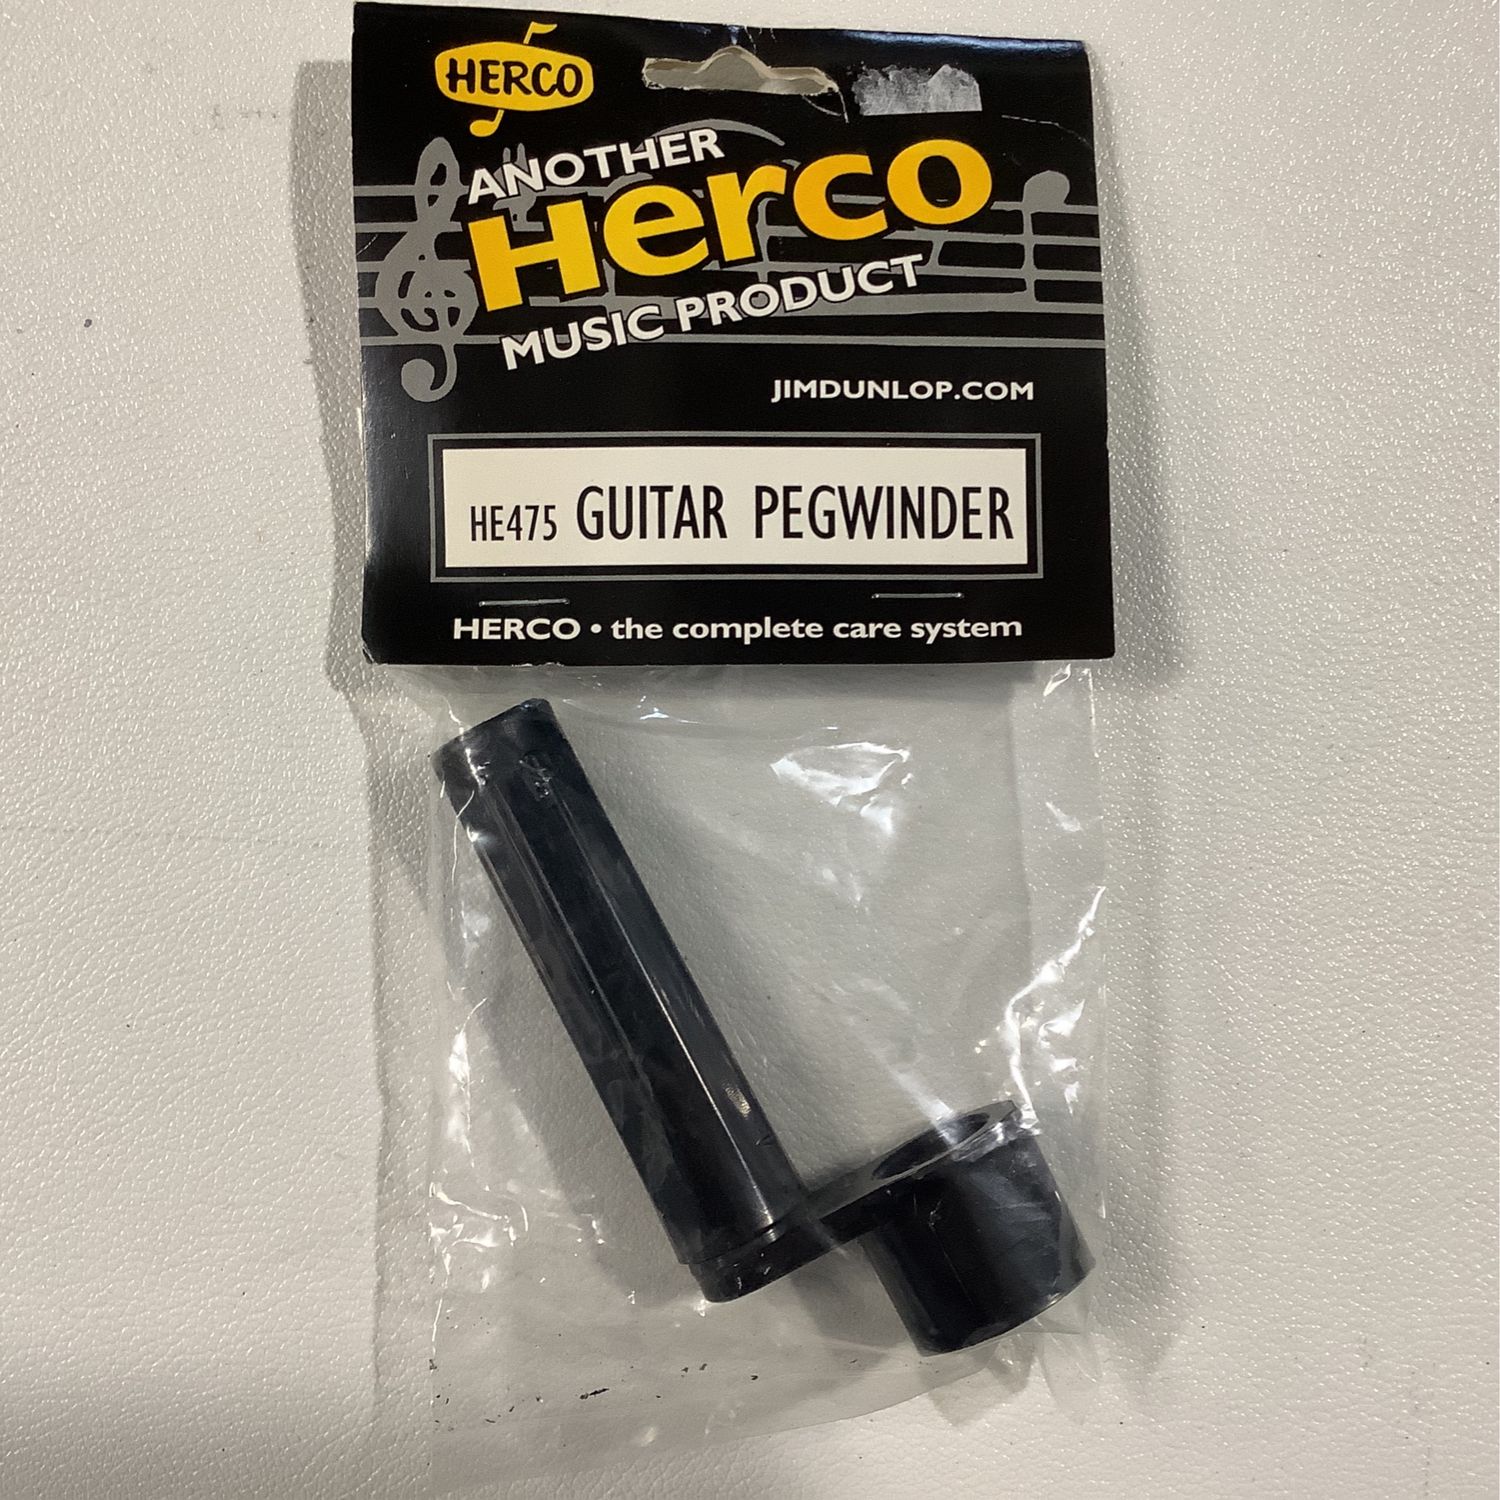 HERCO
ANOTHER
Herco
MUSIC PRODUCT
JIMDUNLOP.COM
HE475 GUITAR PEGWINDER
HERCO • the complete care system